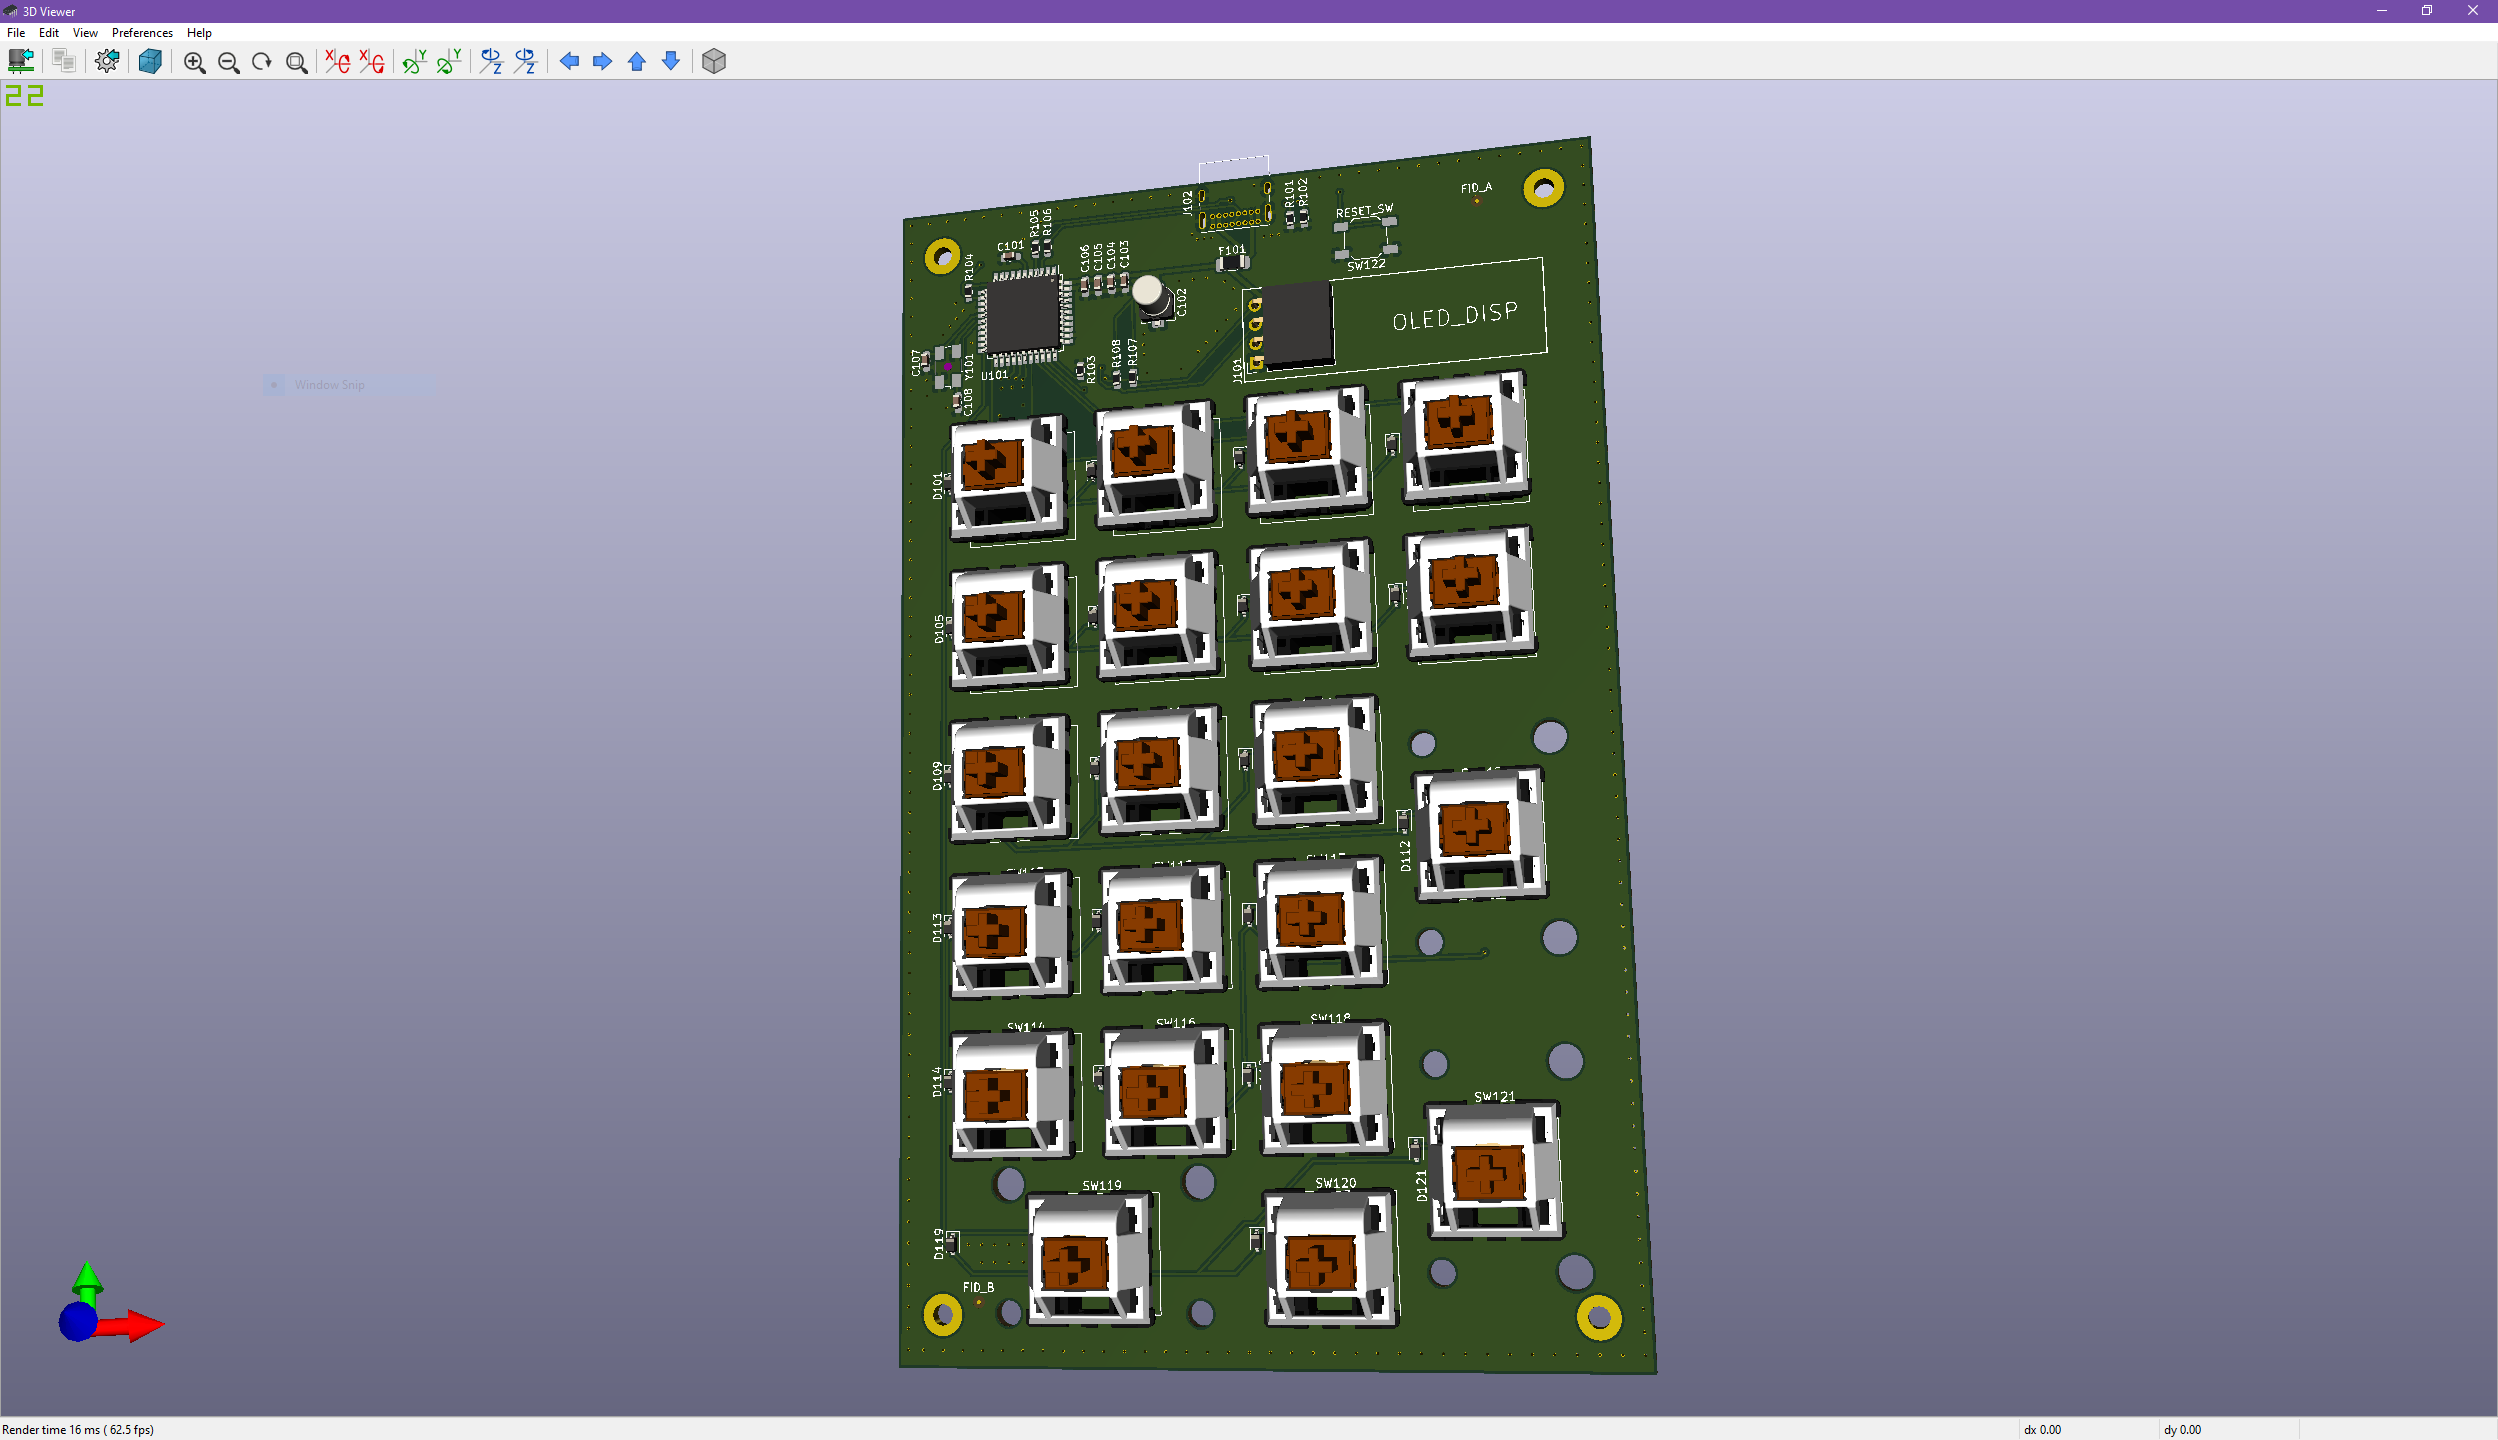 3D Viewer
File Edit View Preferences Help
22
FID_A
J102
R101
R102
RESET_SW
R105
R106
C101
C106
C105
C104
C103
F101
SW122
R104
C102
OLED_DISP
C107
Y101
U101
R103
R108
R107
J101
C108
Window Snip
D101
D105
D109
D112
D113
SW114
SW116
SW118
D114
SW121
D121
SW119
SW120
D119
FID_B
Render time 16 ms ( 62.5 fps)
dx 0.00
dy 0.00